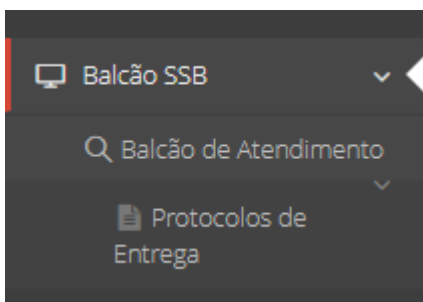 Balcão SSB
Balcão de Atendimento
Protocolos de
Entrega